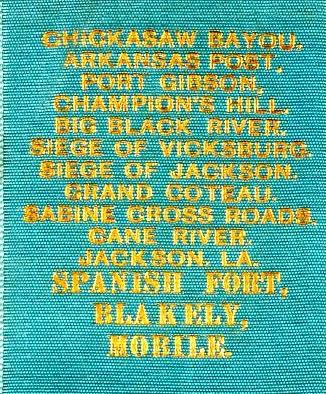 CHICKASAW BAYOU.
ARKANSAS POST.
PORT GIBSON.
CHAMPION'S HILL.
BIG BLACK RIVER.
SIEGE OF VICKSBURG.
SIEGE OF JACKSON.
GRAND COTEAU.
SABINE CROSS ROADS.
CANE RIVER.
JACKSON, LA.
SPANISH FORT,
BLAKELY,
MOBILE.